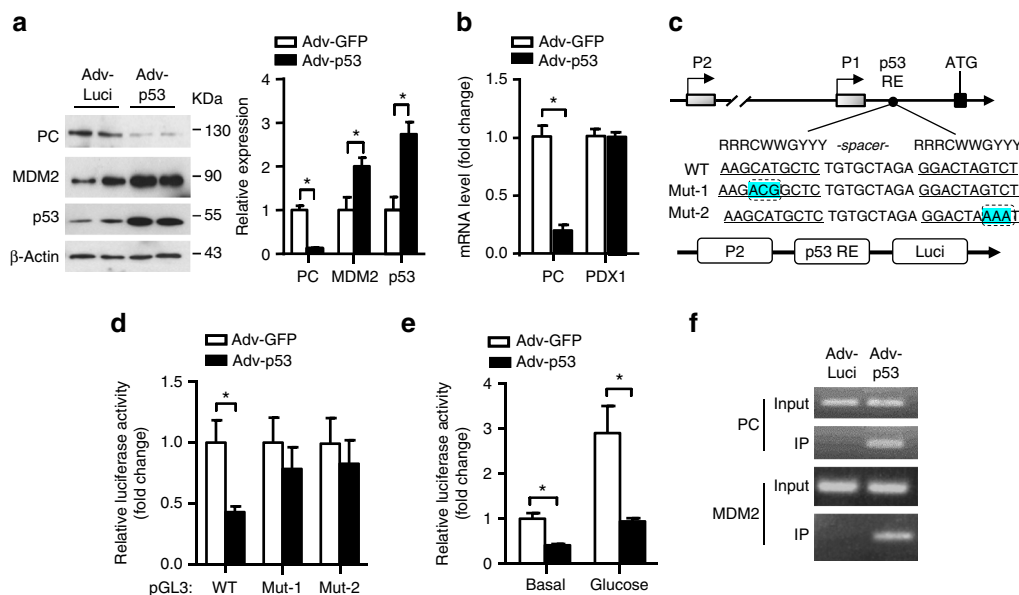 a
Adv-
Luci
Adv-
p53
KDa
PC
130
MDM2
90
p53
55
β-Actin
43
Adv-GFP
Adv-p53
Relative expression
4
3
2
1
0
*
*
*
PC
MDM2
p53
b
Adv-GFP
Adv-p53
mRNA level (fold change)
1.5
1.0
0.5
0.0
*
PC
PDX1
c
P2
P1
p53
RE
ATG
RRRCWWGYYY -spacer- RRRCWWGYYY
WT AAGCATGCTC TGTGCTAGA GGACTAGTCT
Mut-1 AAGACGGCTC TGTGCTAGA GGACTAGTCT
Mut-2 AAGCATGCTC TGTGCTAGA GGACTAAAAT
P2
p53 RE
Luci
d
Adv-GFP
Adv-p53
Relative luciferase activity
(fold change)
1.5
1.0
0.5
0.0
*
pGL3: WT Mut-1 Mut-2
e
Adv-GFP
Adv-p53
Relative luciferase activity
(fold change)
4
3
2
1
0
*
*
Basal
Glucose
f
Adv-
Luci
Adv-
p53
PC
Input
IP
MDM2
Input
IP